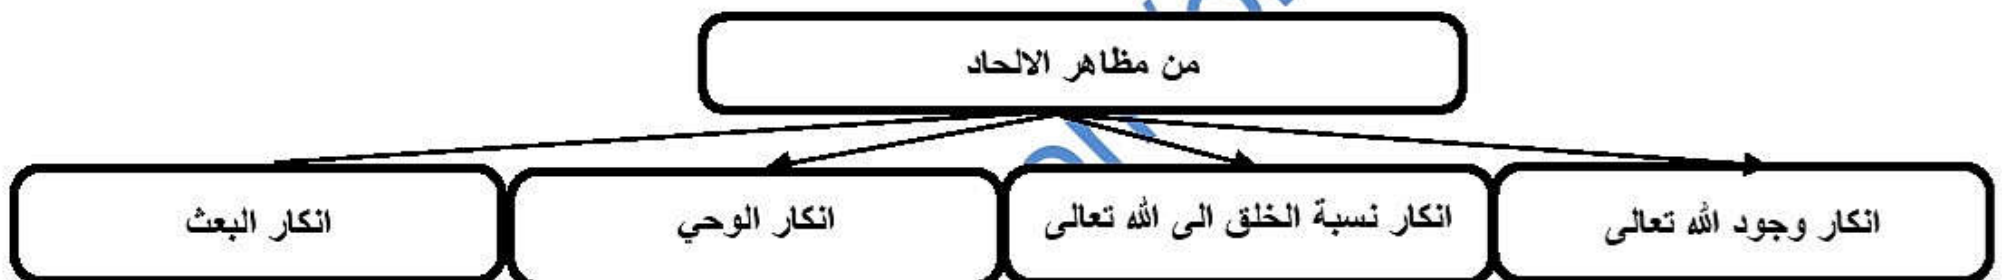 من مظاهر الالحاد
انكار وجود الله تعالى
انكار نسبة الخلق الى الله تعالى
انكار الوحي
انكار البعث